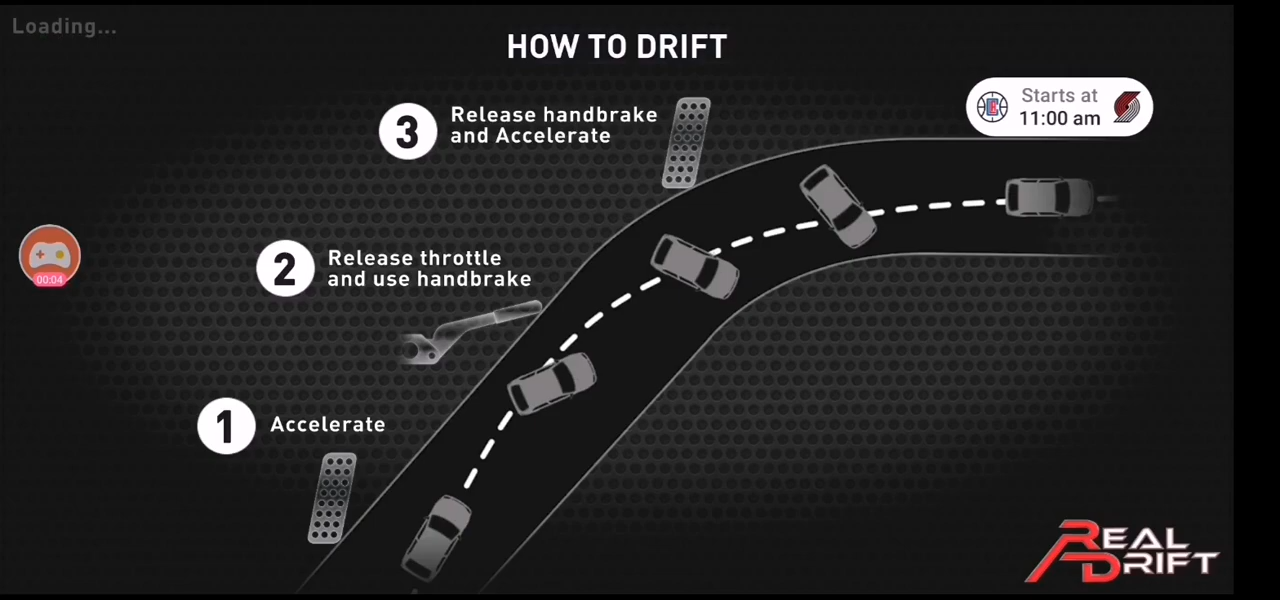 Loading...
HOW TO DRIFT
3
Release handbrake
and Accelerate
Starts at
11:00 am
2
Release throttle
and use handbrake
00:04
1
Accelerate
REAL
DRIFT